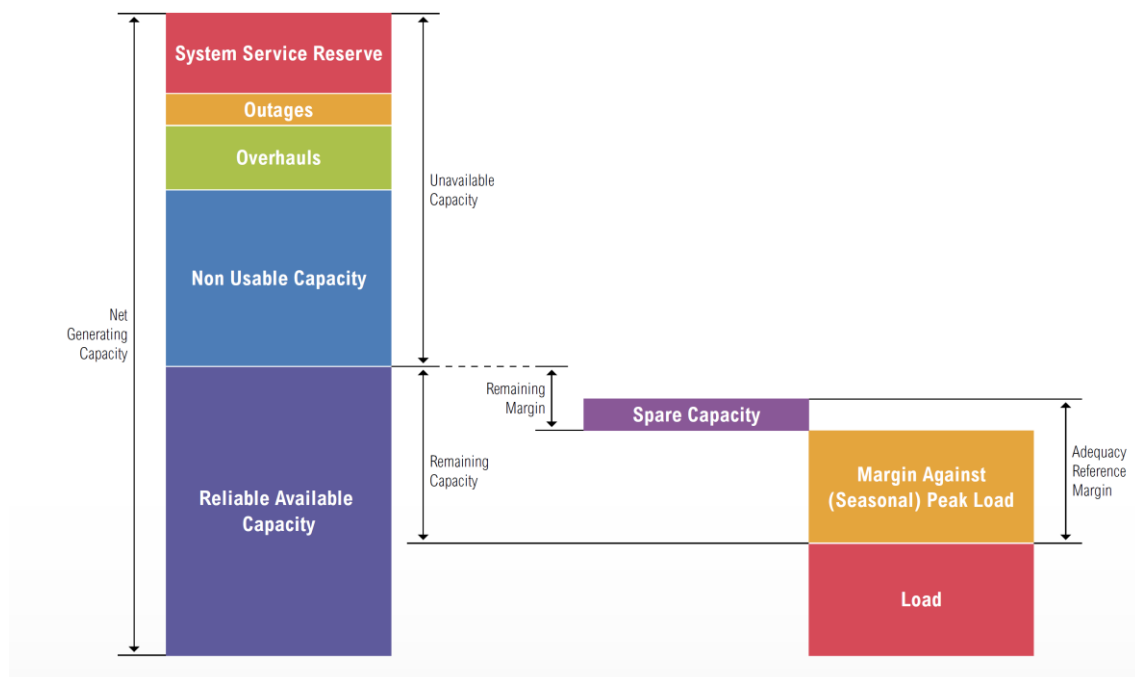 System Service Reserve
Outages
Overhauls
Unavailable
Capacity
Non Usable Capacity
Net
Generating
Capacity
Remaining
Margin
Spare Capacity
Remaining
Capacity
Reliable Available
Capacity
Margin Against
(Seasonal) Peak Load
Adequacy
Reference
Margin
Load